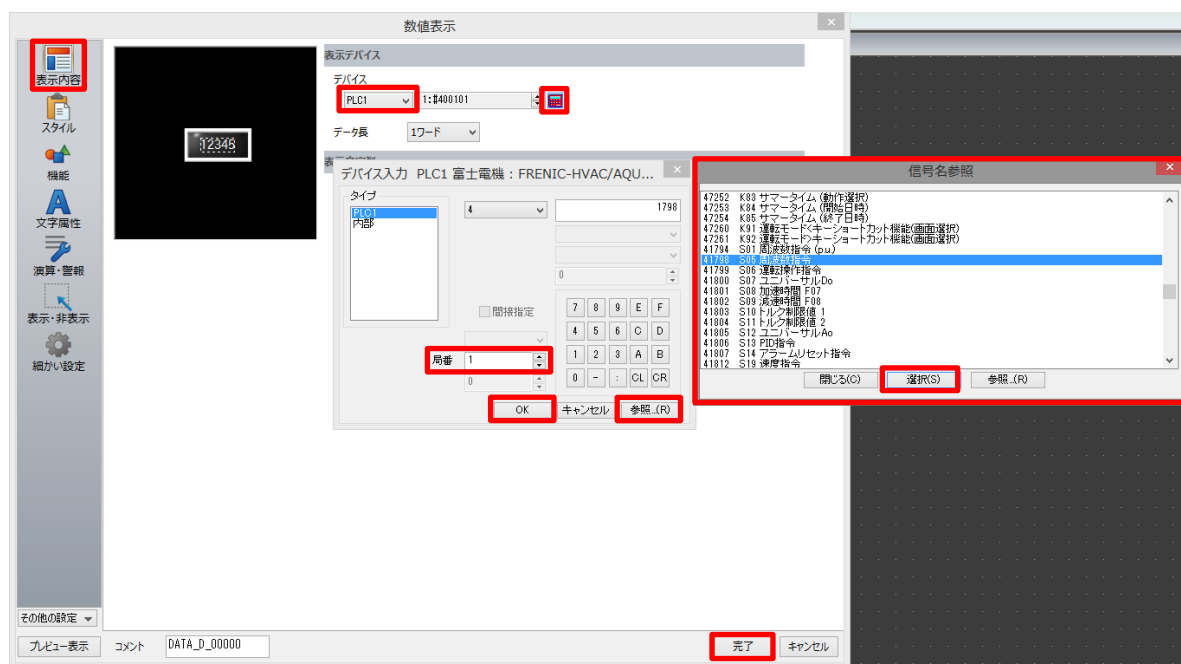 数値表示
表示内容
スタイル
機能
文字属性
演算・警報
表示・非表示
細かい設定
その他の設定
12345
表示デバイス
デバイス
PLC1
1:#400101
データ長
1ワード
デバイス入力 PLC1 富士電機：FRENIC-HVAC/AQU...
タイプ
PLC1
内部
4
1798
0
間接指定
局番
1
0
7 8 9 E F
4 5 6 C D
1 2 3 A B
0 - : CL CR
OK
キャンセル
参照...(R)
信号名参照
47252 K83 サマータイム (動作選択)
47253 K84 サマータイム (開始日時)
47254 K85 サマータイム (終了日時)
47260 K91 運転モード<キーショートカット機能(画面選択)
47261 K92 運転モード>キーショートカット機能(画面選択)
41794 S01 周波数指令 (p.u.)
41798 S05 周波数指令
41799 S06 運転操作指令
41800 S07 ユニバーサルDo
41801 S08 加速時間 F07
41802 S09 減速時間 F08
41803 S10 トルク制限値 1
41804 S11 トルク制限値 2
41805 S12 ユニバーサルAo
41806 S13 PID指令
41807 S14 アラームリセット指令
41812 S19 速度指令
閉じる(C)
選択(S)
参照...(R)
プレビュー表示
コメント
DATA_D_00000
完了
キャンセル